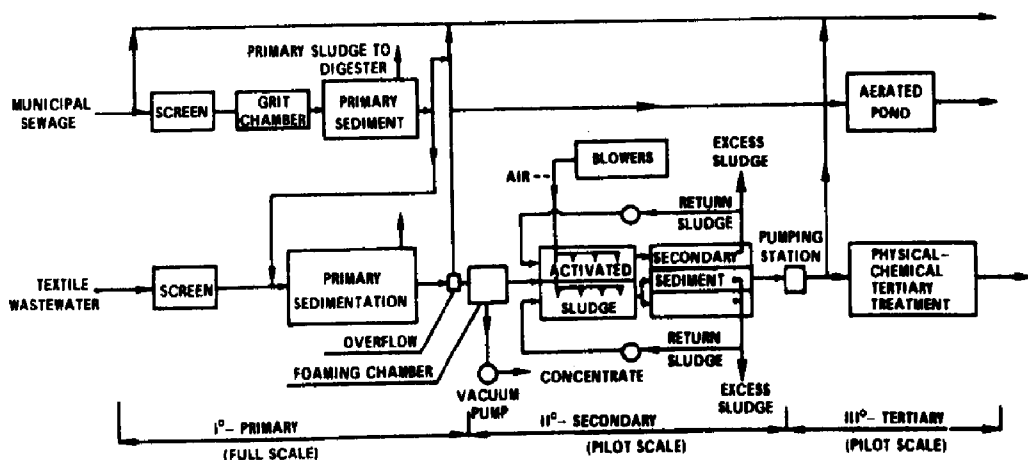 PRIMARY SLUDGE TO
DIGESTER
MUNICIPAL
SEWAGE
SCREEN
GRIT
CHAMBER
PRIMARY
SEDIMENT
AERATED
POND
BLOWERS
AIR --
EXCESS
SLUDGE
RETURN
SLUDGE
PUMPING
STATION
TEXTILE
WASTEWATER
SCREEN
PRIMARY
SEDIMENTATION
ACTIVATED
SLUDGE
SECONDARY
SEDIMENT
PHYSICAL-
CHEMICAL
TERTIARY
TREATMENT
OVERFLOW
FOAMING CHAMBER
VACUUM
PUMP
CONCENTRATE
RETURN
SLUDGE
EXCESS
SLUDGE
I°- PRIMARY
(FULL SCALE)
II°- SECONDARY
(PILOT SCALE)
III°- TERTIARY
(PILOT SCALE)